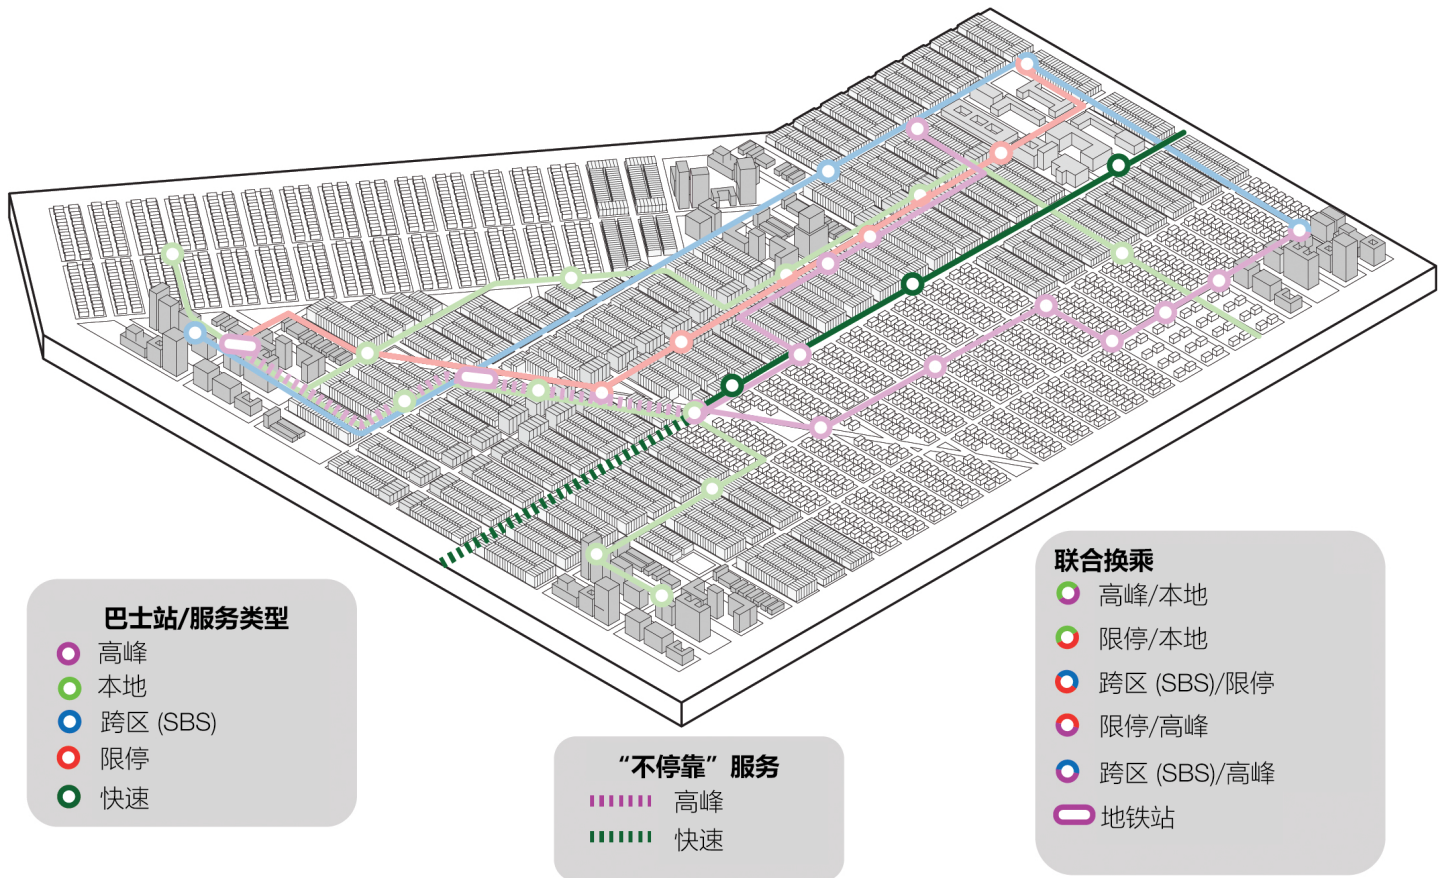 巴士站/服务类型
高峰
本地
跨区 (SBS)
限停
快速
“不停靠”服务
高峰
快速
联合换乘
高峰/本地
限停/本地
跨区 (SBS)/限停
限停/高峰
跨区 (SBS)/高峰
地铁站